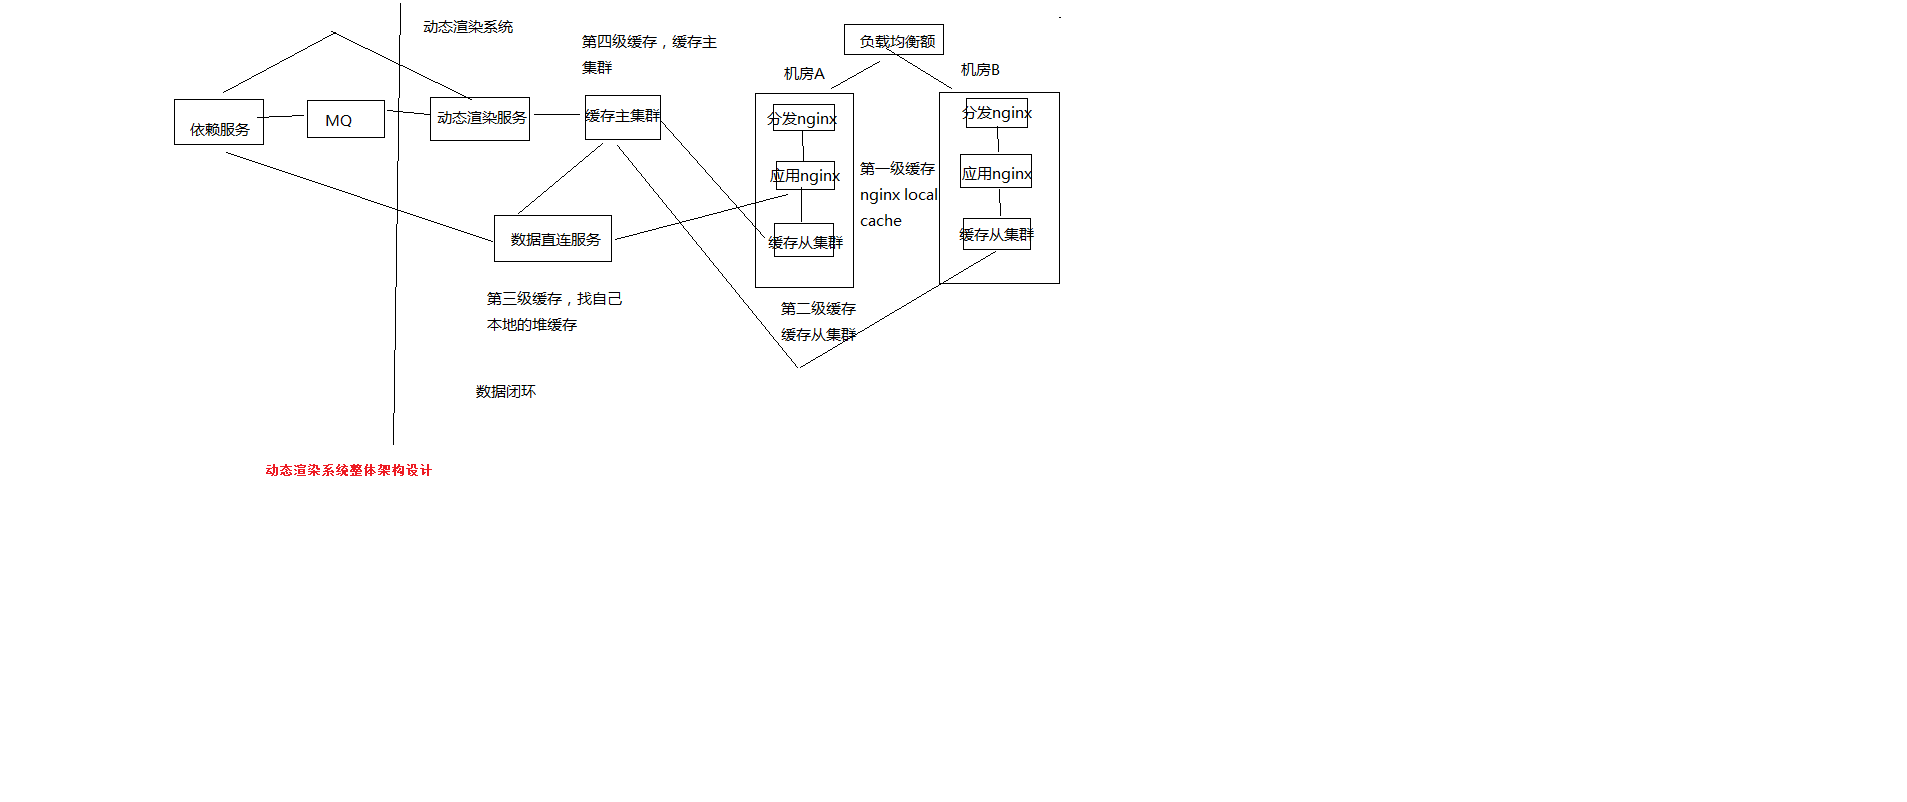 动态渲染系统
第四级缓存，缓存主
集群
负载均衡额
机房A
机房B
依赖服务
MQ
动态渲染服务
缓存主集群
分发nginx
分发nginx
应用nginx
第一级缓存
nginx local
cache
应用nginx
数据直连服务
缓存从集群
缓存从集群
第三级缓存，找自己
本地的堆缓存
第二级缓存
缓存从集群
数据闭环
动态渲染系统整体架构设计